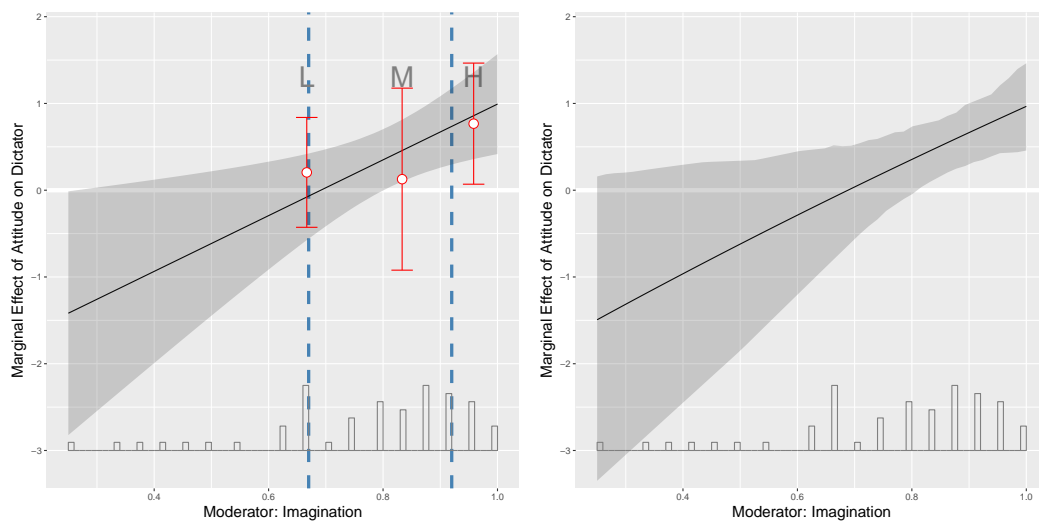 2
1
0
−1
−2
−3
Marginal Effect of Attitude on Dictator
L
M
H
0.4
0.6
0.8
1.0
Moderator: Imagination
2
1
0
−1
−2
−3
Marginal Effect of Attitude on Dictator
0.4
0.6
0.8
1.0
Moderator: Imagination